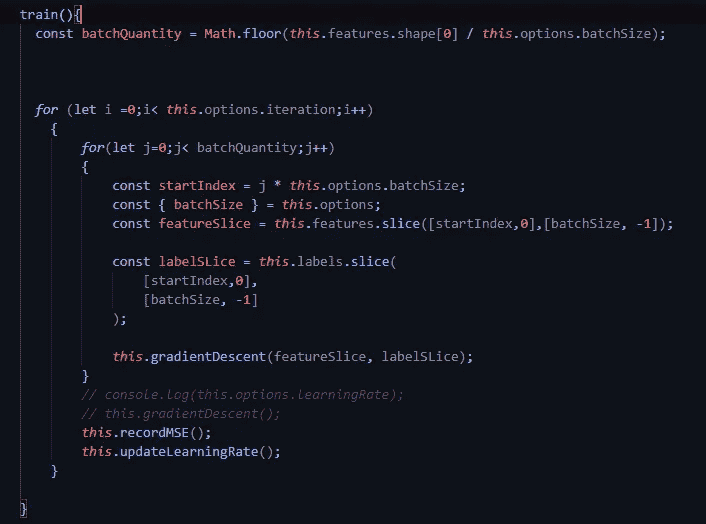 train(){
const batchQuantity = Math.floor(this.features.shape[0] / this.options.batchSize);
for (let i =0;i< this.options.iteration;i++)
{
for(let j=0;j< batchQuantity;j++)
{
const startIndex = j * this.options.batchSize;
const { batchSize } = this.options;
const featureSlice = this.features.slice([startIndex,0],[batchSize, -1]);
const labelSLice = this.labels.slice(
[startIndex,0],
[batchSize, -1]
);
this.gradientDescent(featureSlice, labelSLice);
}
// console.log(this.options.learningRate);
// this.gradientDescent();
this.recordMSE();
this.updateLearningRate();
}
}